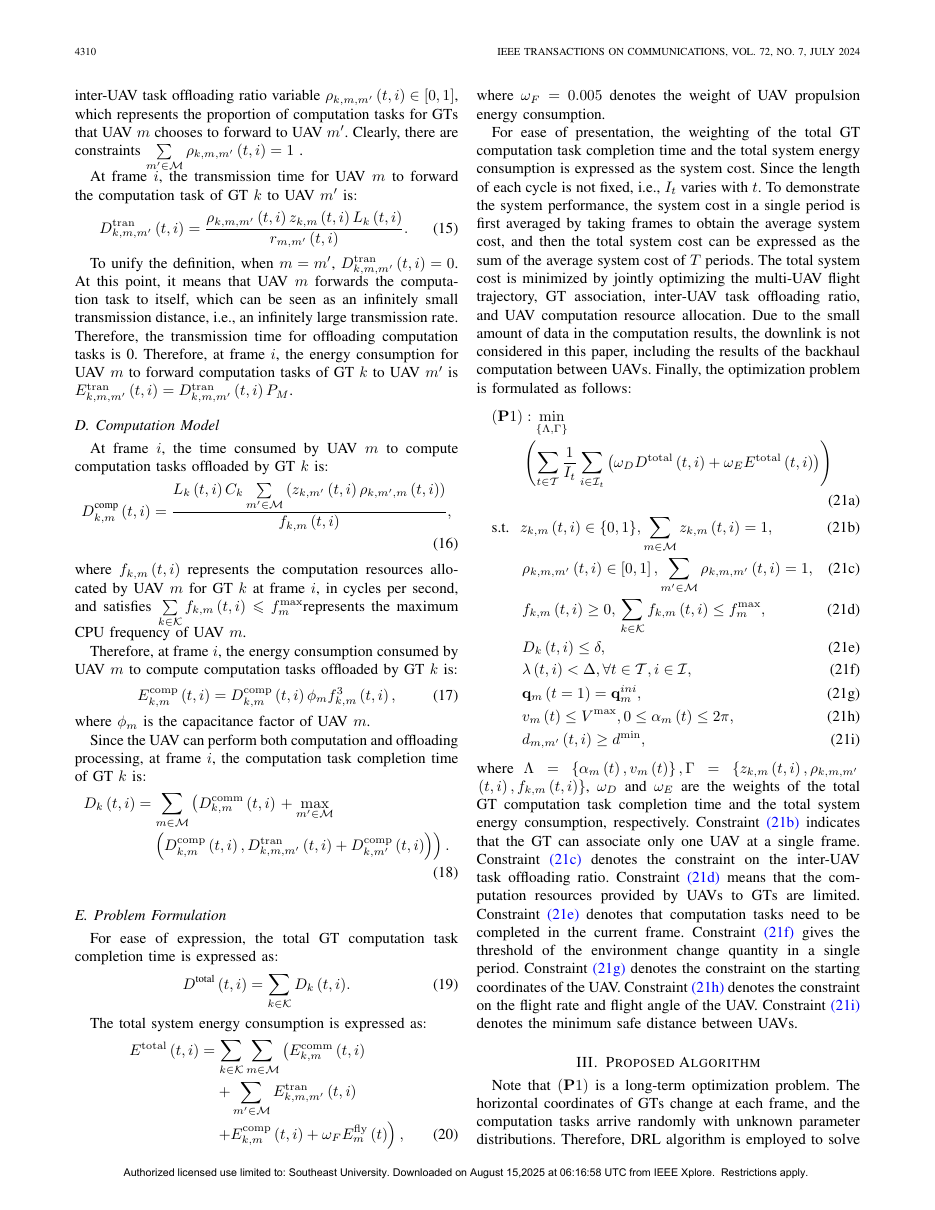 4310
IEEE TRANSACTIONS ON COMMUNICATIONS, VOL. 72, NO. 7, JULY 2024
inter-UAV task offloading ratio variable ρ_{k,m,m′} (t, i) ∈ [0, 1],
which represents the proportion of computation tasks for GTs
that UAV m chooses to forward to UAV m′. Clearly, there are
constraints ∑_{m′∈M} ρ_{k,m,m′} (t, i) = 1 .
At frame i, the transmission time for UAV m to forward
the computation task of GT k to UAV m′ is:
D^{tran}_{k,m,m′} (t, i) = \frac{ρ_{k,m,m′} (t, i) z_{k,m} (t, i) L_k (t, i)}{r_{m,m′} (t, i)}. (15)
To unify the definition, when m = m′, D^{tran}_{k,m,m′} (t, i) = 0.
At this point, it means that UAV m forwards the computa-
tion task to itself, which can be seen as an infinitely small
transmission distance, i.e., an infinitely large transmission rate.
Therefore, the transmission time for offloading computation
tasks is 0. Therefore, at frame i, the energy consumption for
UAV m to forward computation tasks of GT k to UAV m′ is
E^{tran}_{k,m,m′} (t, i) = D^{tran}_{k,m,m′} (t, i) P_M.
D. Computation Model
At frame i, the time consumed by UAV m to compute
computation tasks offloaded by GT k is:
D^{comp}_{k,m} (t, i) = \frac{L_k (t, i) C_k ∑_{m′∈M} (z_{k,m′} (t, i) ρ_{k,m′,m} (t, i))}{f_{k,m} (t, i)},
(16)
where f_{k,m} (t, i) represents the computation resources allo-
cated by UAV m for GT k at frame i, in cycles per second,
and satisfies ∑_{k∈K} f_{k,m} (t, i) ⩽ f_m^{max}represents the maximum
CPU frequency of UAV m.
Therefore, at frame i, the energy consumption consumed by
UAV m to compute computation tasks offloaded by GT k is:
E^{comp}_{k,m} (t, i) = D^{comp}_{k,m} (t, i) ϕ_m f^3_{k,m} (t, i) , (17)
where ϕ_m is the capacitance factor of UAV m.
Since the UAV can perform both computation and offloading
processing, at frame i, the computation task completion time
of GT k is:
D_k (t, i) = ∑_{m∈M} (D^{comm}_{k,m} (t, i) + max_{m′∈M}
(D^{comp}_{k,m} (t, i) , D^{tran}_{k,m,m′} (t, i) + D^{comp}_{k,m′} (t, i))) .
(18)
E. Problem Formulation
For ease of expression, the total GT computation task
completion time is expressed as:
D^{total} (t, i) = ∑_{k∈K} D_k (t, i). (19)
The total system energy consumption is expressed as:
E^{total} (t, i) = ∑_{k∈K} ∑_{m∈M} (E^{comm}_{k,m} (t, i)
+ ∑_{m′∈M} E^{tran}_{k,m,m′} (t, i)
+E^{comp}_{k,m} (t, i) + ω_F E^{fly}_m (t)) , (20)
where ω_F = 0.005 denotes the weight of UAV propulsion
energy consumption.
For ease of presentation, the weighting of the total GT
computation task completion time and the total system energy
consumption is expressed as the system cost. Since the length
of each cycle is not fixed, i.e., I_t varies with t. To demonstrate
the system performance, the system cost in a single period is
first averaged by taking frames to obtain the average system
cost, and then the total system cost can be expressed as the
sum of the average system cost of T periods. The total system
cost is minimized by jointly optimizing the multi-UAV flight
trajectory, GT association, inter-UAV task offloading ratio,
and UAV computation resource allocation. Due to the small
amount of data in the computation results, the downlink is not
considered in this paper, including the results of the backhaul
computation between UAVs. Finally, the optimization problem
is formulated as follows:
(P1) : min_{{Λ,Γ}}
(∑_{t∈T} \frac{1}{I_t} ∑_{i∈I_t} (ω_D D^{total} (t, i) + ω_E E^{total} (t, i)))
(21a)
s.t. z_{k,m} (t, i) ∈ {0, 1}, ∑_{m∈M} z_{k,m} (t, i) = 1, (21b)
ρ_{k,m,m′} (t, i) ∈ [0, 1] , ∑_{m′∈M} ρ_{k,m,m′} (t, i) = 1, (21c)
f_{k,m} (t, i) ≥ 0, ∑_{k∈K} f_{k,m} (t, i) ≤ f_m^{max}, (21d)
D_k (t, i) ≤ δ, (21e)
λ (t, i) < Δ, ∀t ∈ T , i ∈ I, (21f)
q_m (t = 1) = q_m^{ini}, (21g)
v_m (t) ≤ V^{max}, 0 ≤ α_m (t) ≤ 2π, (21h)
d_{m,m′} (t, i) ≥ d^{min}, (21i)
where Λ = {α_m (t) , v_m (t)} , Γ = {z_{k,m} (t, i) , ρ_{k,m,m′}
(t, i) , f_{k,m} (t, i)}, ω_D and ω_E are the weights of the total
GT computation task completion time and the total system
energy consumption, respectively. Constraint (21b) indicates
that the GT can associate only one UAV at a single frame.
Constraint (21c) denotes the constraint on the inter-UAV
task offloading ratio. Constraint (21d) means that the com-
putation resources provided by UAVs to GTs are limited.
Constraint (21e) denotes that computation tasks need to be
completed in the current frame. Constraint (21f) gives the
threshold of the environment change quantity in a single
period. Constraint (21g) denotes the constraint on the starting
coordinates of the UAV. Constraint (21h) denotes the constraint
on the flight rate and flight angle of the UAV. Constraint (21i)
denotes the minimum safe distance between UAVs.
III. PROPOSED ALGORITHM
Note that (P1) is a long-term optimization problem. The
horizontal coordinates of GTs change at each frame, and the
computation tasks arrive randomly with unknown parameter
distributions. Therefore, DRL algorithm is employed to solve
Authorized licensed use limited to: Southeast University. Downloaded on August 15,2025 at 06:16:58 UTC from IEEE Xplore. Restrictions apply.